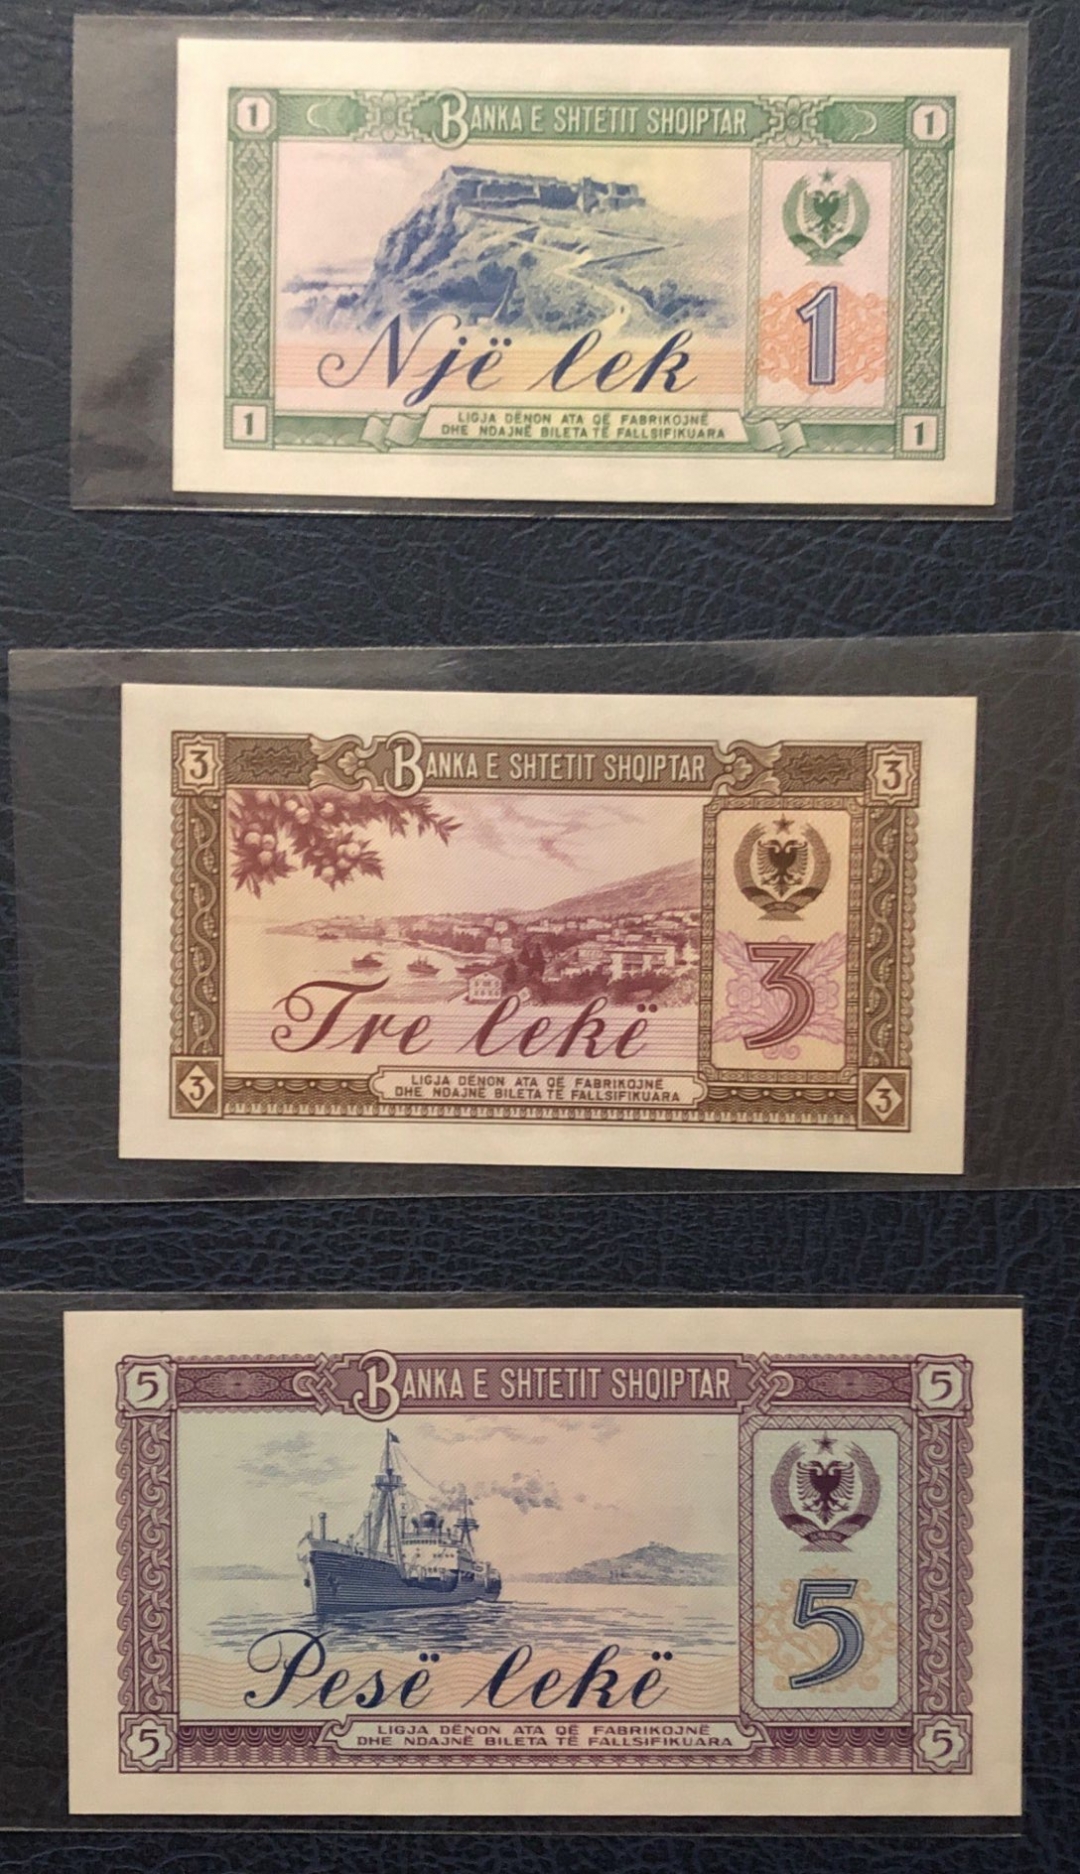 1 BANKA E SHTETIT SHQIPTAR 1
1
Një lek
1 LIGJA DËNON ATA QË FABRIKOJNË 1
DHE NDAJNË BILETA TË FALLSIFIKUARA
3 BANKA E SHTETIT SHQIPTAR 3
3
Tre lekë
LIGJA DËNON ATA QË FABRIKOJNË
3 DHE NDAJNË BILETA TË FALLSIFIKUARA 3
5 BANKA E SHTETIT SHQIPTAR 5
5
Pesë lekë
LIGJA DËNON ATA QË FABRIKOJNË
5 DHE NDAJNË BILETA TË FALLSIFIKUARA 5